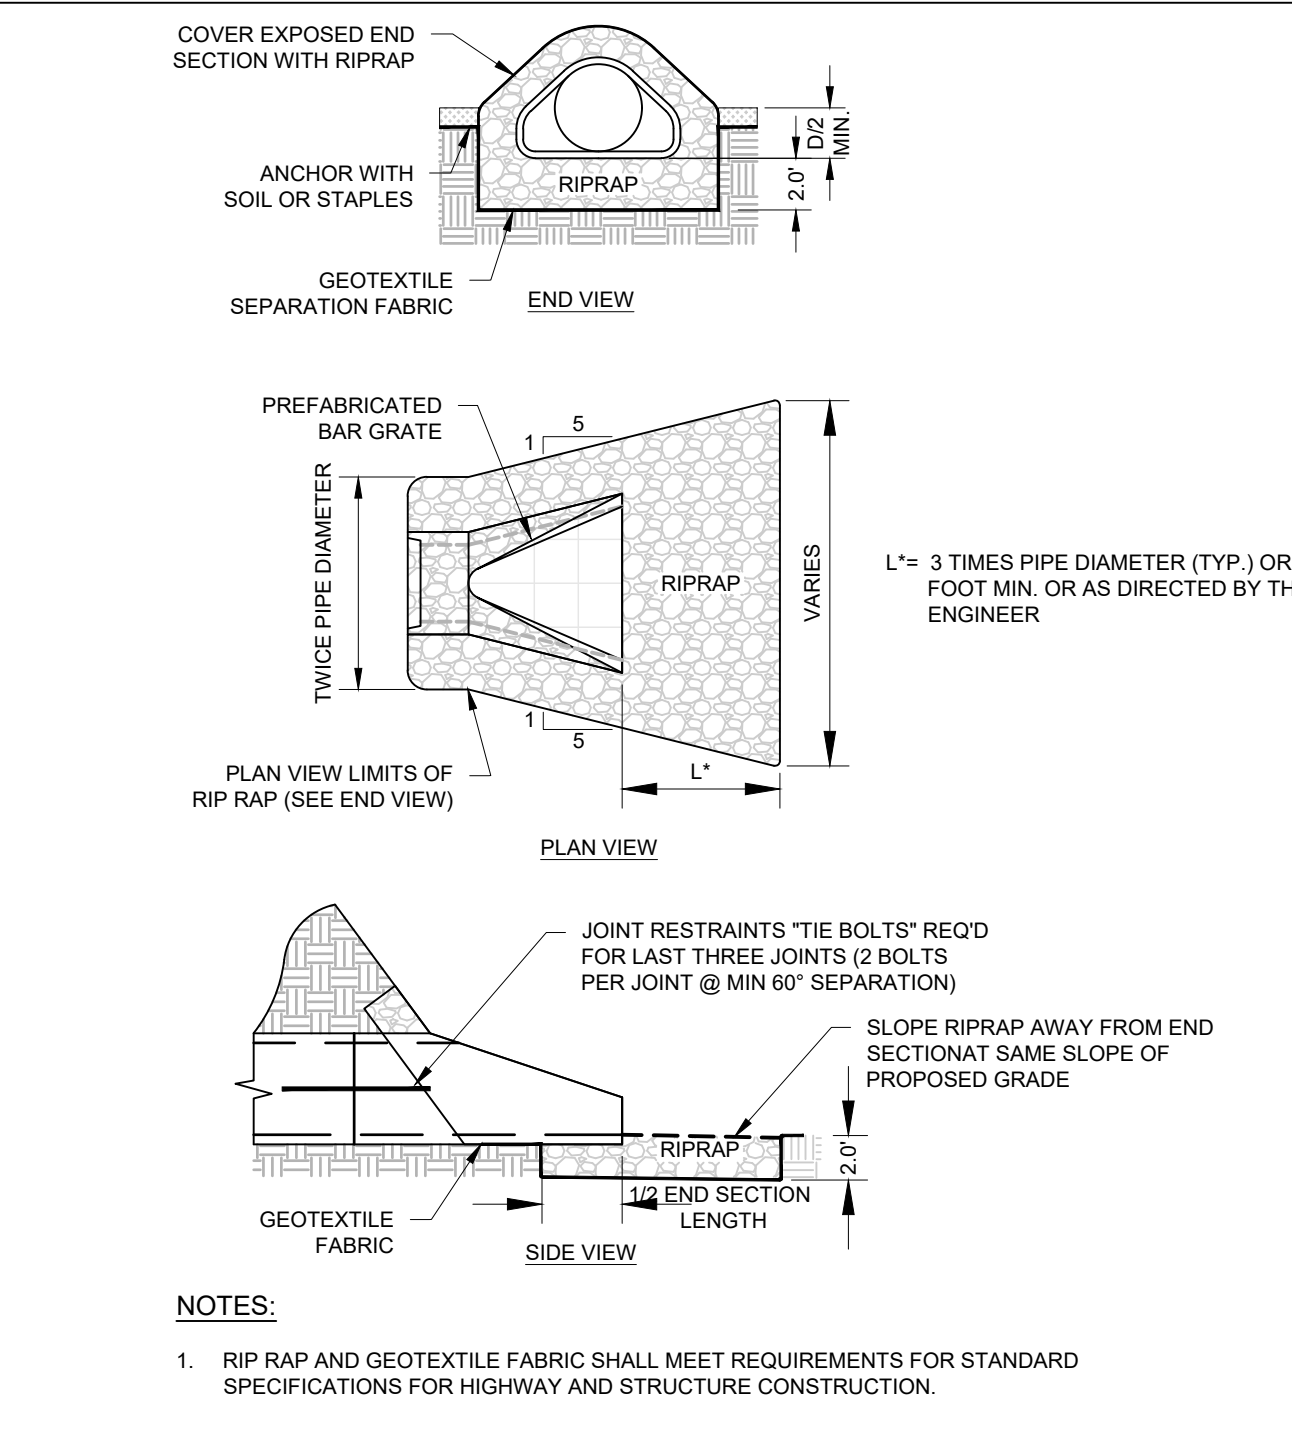 COVER EXPOSED END
SECTION WITH RIPRAP
ANCHOR WITH
SOIL OR STAPLES
RIPRAP
D/2
MIN.
2.0'
GEOTEXTILE
SEPARATION FABRIC
END VIEW
PREFABRICATED
BAR GRATE
1
5
TWICE PIPE DIAMETER
RIPRAP
VARIES
L*= 3 TIMES PIPE DIAMETER (TYP.) OR
FOOT MIN. OR AS DIRECTED BY TH
ENGINEER
1
5
PLAN VIEW LIMITS OF
RIP RAP (SEE END VIEW)
L*
PLAN VIEW
JOINT RESTRAINTS "TIE BOLTS" REQ'D
FOR LAST THREE JOINTS (2 BOLTS
PER JOINT @ MIN 60° SEPARATION)
SLOPE RIPRAP AWAY FROM END
SECTIONAT SAME SLOPE OF
PROPOSED GRADE
RIPRAP
2.0'
1/2 END SECTION
LENGTH
GEOTEXTILE
FABRIC
SIDE VIEW
NOTES:
1. RIP RAP AND GEOTEXTILE FABRIC SHALL MEET REQUIREMENTS FOR STANDARD
SPECIFICATIONS FOR HIGHWAY AND STRUCTURE CONSTRUCTION.